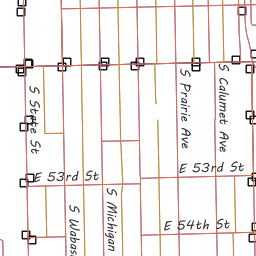 S State St
S Prairie Ave
S Calumet Ave
E 53rd St
E 53rd St
S Wabash
S Michigan
E 54th St